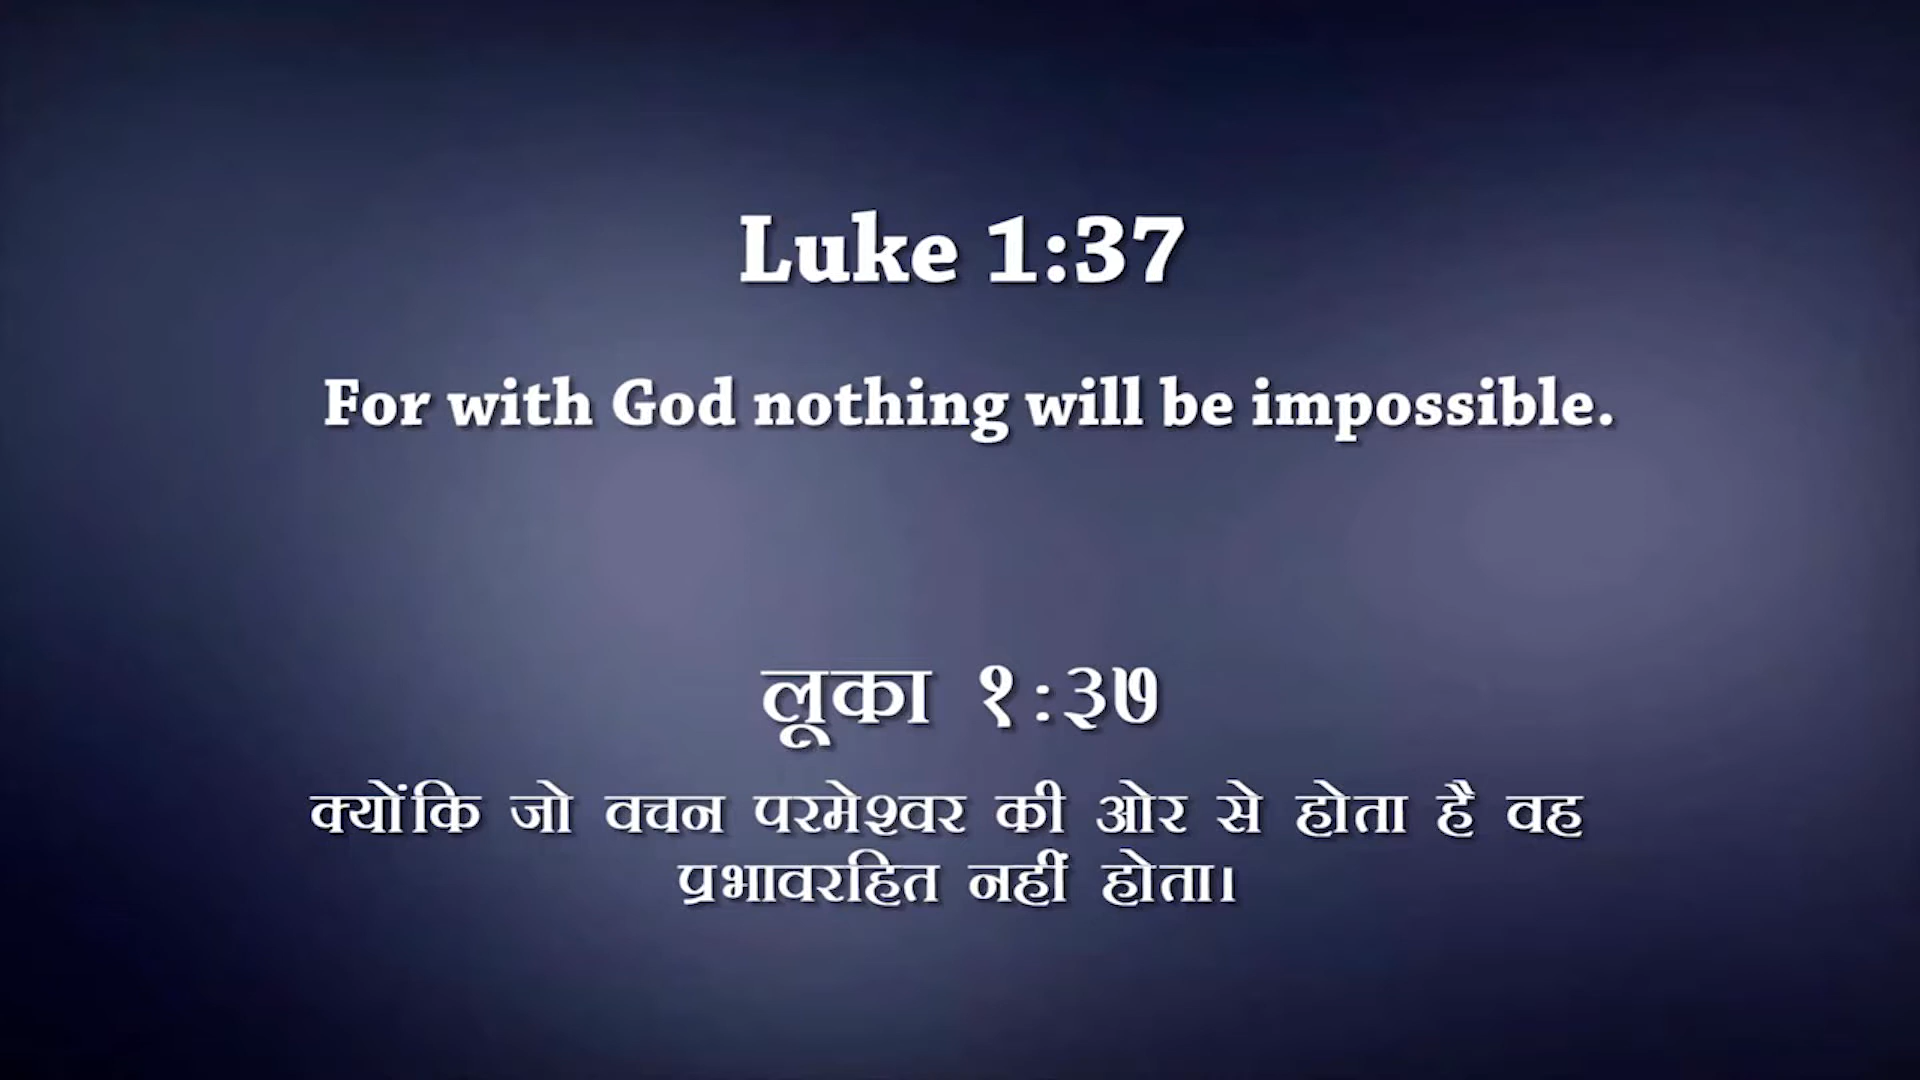 Luke 1:37
For with God nothing will be impossible.
लूका १:३७
क्योंकि जो वचन परमेश्वर की ओर से होता है वह
प्रभावरहित नहीं होता।